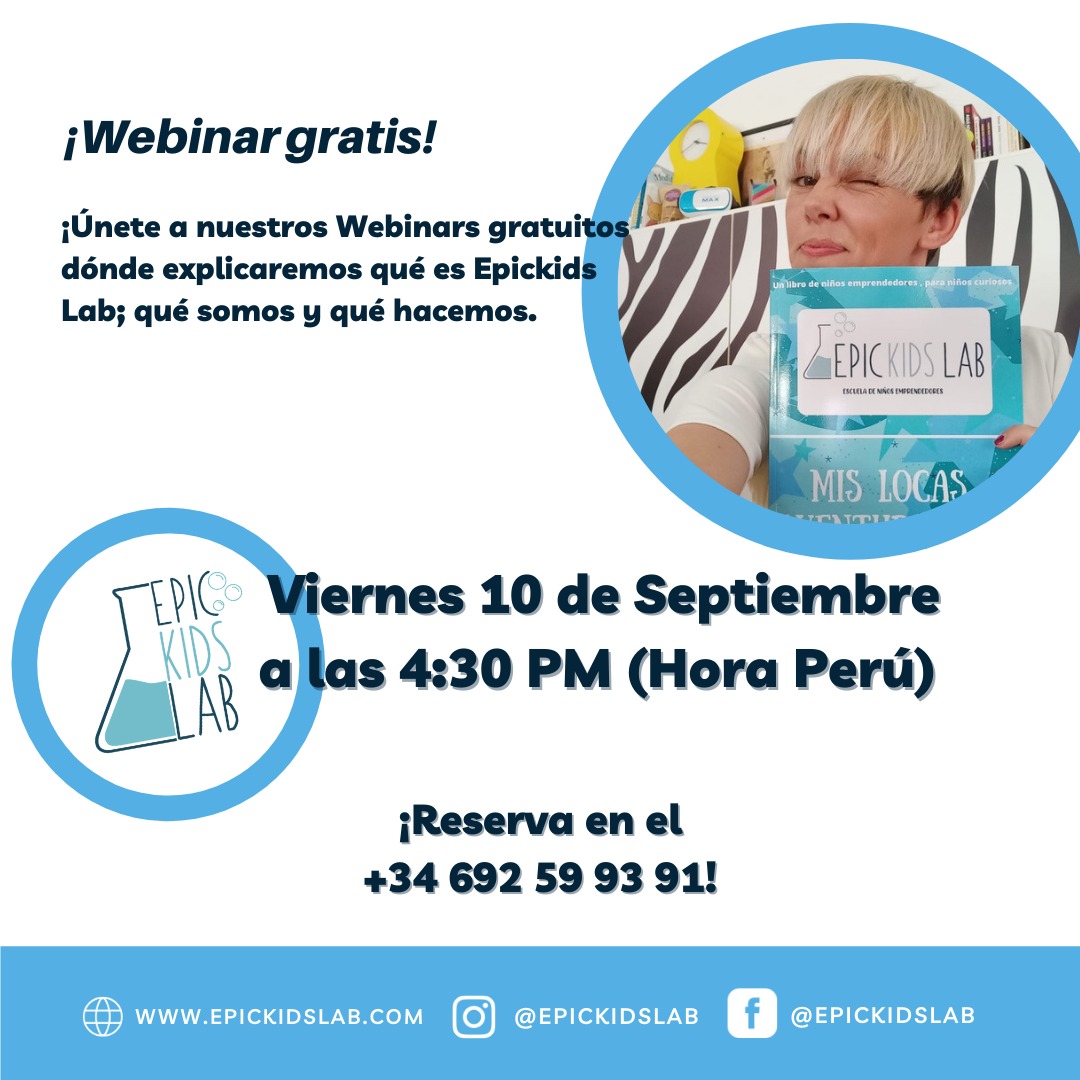 ¡Webinar gratis!
¡Únete a nuestros Webinars gratuitos
dónde explicaremos qué es Epickids
Lab; qué somos y qué hacemos.
MAX
Un libro de niños emprendedores , para niños curiosos
EPICKIDS LAB
ESCUELA DE NIÑOS EMPRENDEDORES
MIS LOCAS
EPIC
KIDS
LAB
Viernes 10 de Septiembre
a las 4:30 PM (Hora Perú)
¡Reserva en el
+34 692 59 93 91!
WWW.EPICKIDSLAB.COM
@EPICKIDSLAB
@EPICKIDSLAB